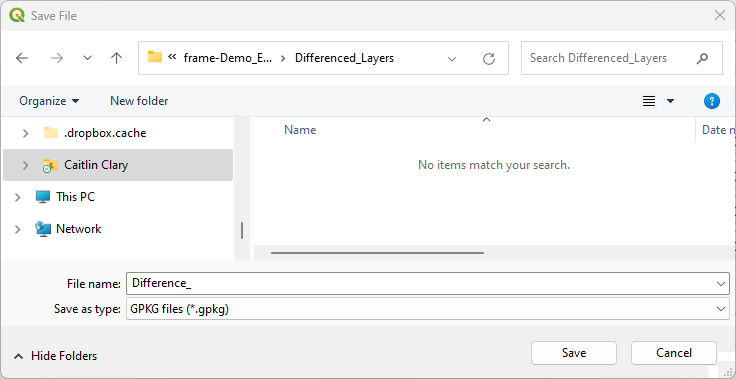 Save File
« frame-Demo_E... > Differenced_Layers
Search Differenced_Layers
Organize
New folder
?
.dropbox.cache
Caitlin Clary
This PC
Network
Name
Date n
No items match your search.
File name: Difference_
Save as type: GPKG files (*.gpkg)
Hide Folders
Save
Cancel